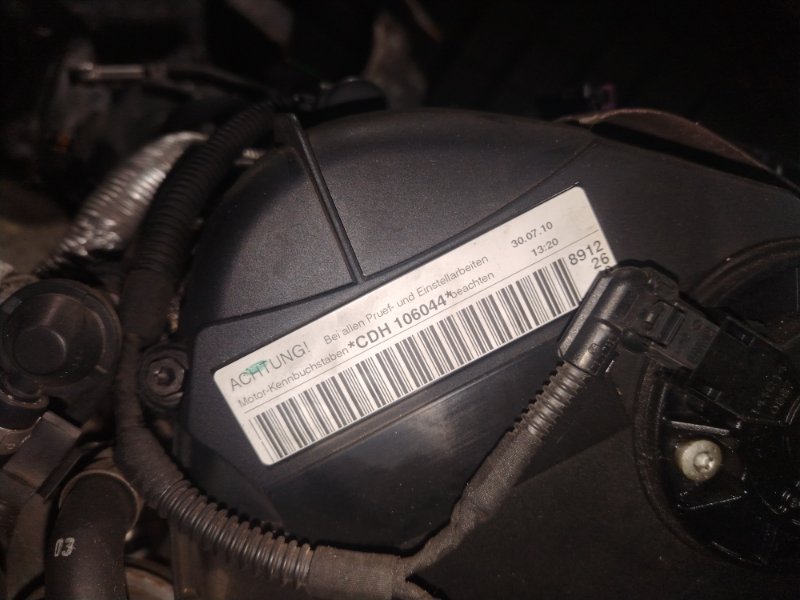 ACHTUNG! Bei allen Pruef- und Einstellarbeiten 30.07.10
Motor-Kennbuchstaben *CDH 106044* beachten 13:20
8912
26
03